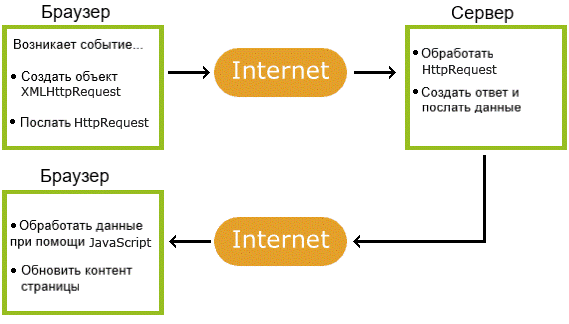 Браузер
Возникает событие...
• Создать объект
XMLHttpRequest
• Послать HttpRequest
Internet
Сервер
• Обработать
HttpRequest
• Создать ответ и
послать данные
Браузер
• Обработать данные
при помощи JavaScript
• Обновить контент
страницы
Internet